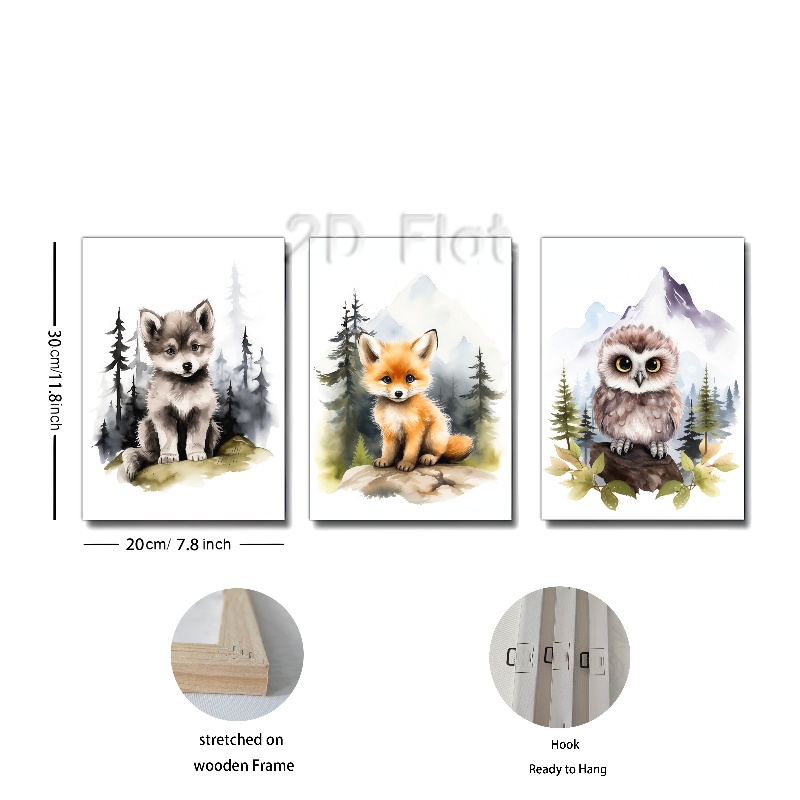 2D Flat
30cm/11.8inch
20cm/ 7.8 inch
stretched on
wooden Frame
Hook
Ready to Hang